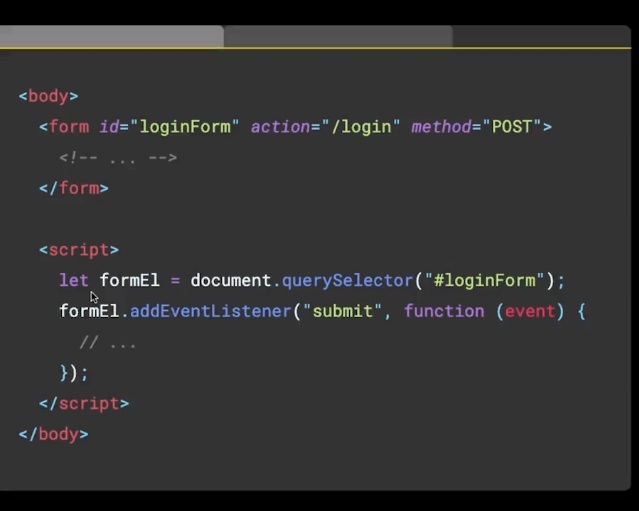 <body>
<form id="loginForm" action="/login" method="POST">
<!-- ... -->
</form>
<script>
let formEl = document.querySelector("#loginForm");
formEl.addEventListener("submit", function (event) {
// ...
});
</script>
</body>